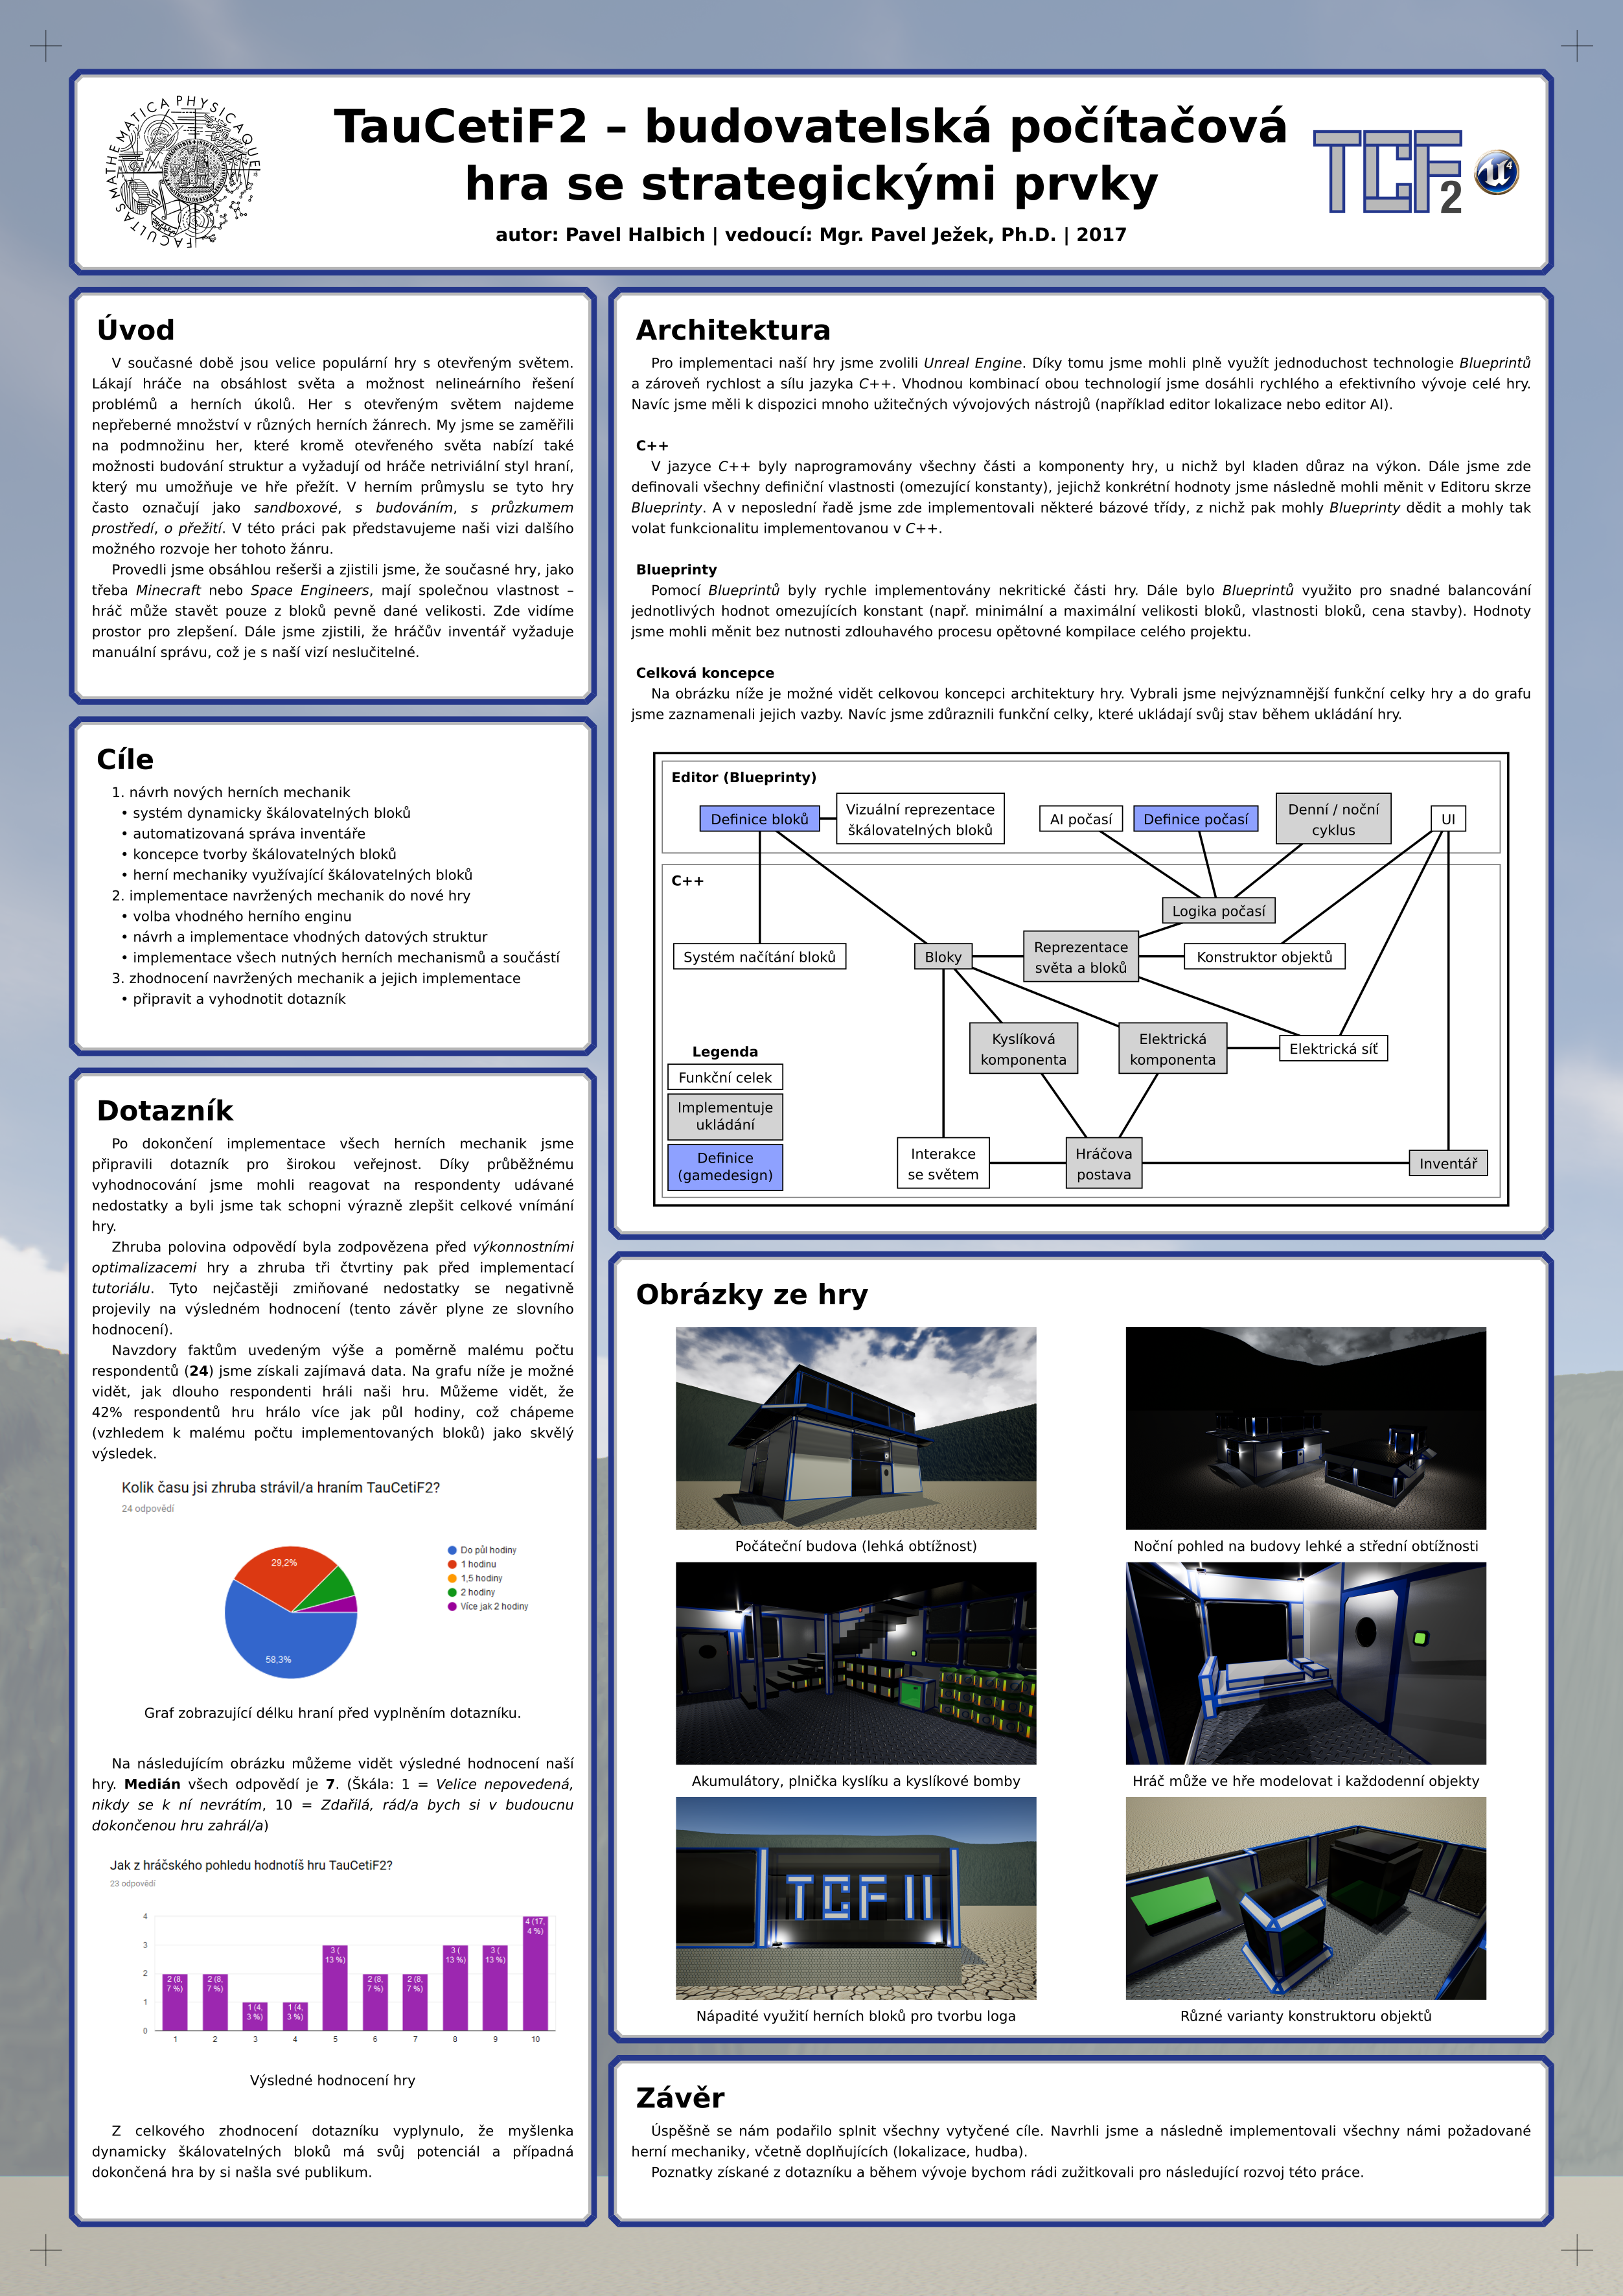 MATHEMATICA PHYSICAQUE FACULTAS
TauCetiF2 – budovatelská počítačová
hra se strategickými prvky
autor: Pavel Halbich | vedoucí: Mgr. Pavel Ježek, Ph.D. | 2017
TCF2
4
Úvod
V současné době jsou velice populární hry s otevřeným světem.
Lákají hráče na obsáhlost světa a možnost nelineárního řešení
problémů a herních úkolů. Her s otevřeným světem najdeme
nepřeberné množství v různých herních žánrech. My jsme se zaměřili
na podmnožinu her, které kromě otevřeného světa nabízí také
možnosti budování struktur a vyžadují od hráče netriviální styl hraní,
který mu umožňuje ve hře přežít. V herním průmyslu se tyto hry
často označují jako sandboxové, s budováním, s průzkumem
prostředí, o přežití. V této práci pak představujeme naši vizi dalšího
možného rozvoje her tohoto žánru.
Provedli jsme obsáhlou rešerši a zjistili jsme, že současné hry, jako
třeba Minecraft nebo Space Engineers, mají společnou vlastnost –
hráč může stavět pouze z bloků pevně dané velikosti. Zde vidíme
prostor pro zlepšení. Dále jsme zjistili, že hráčův inventář vyžaduje
manuální správu, což je s naší vizí neslučitelné.
Cíle
1. návrh nových herních mechanik
• systém dynamicky škálovatelných bloků
• automatizovaná správa inventáře
• koncepce tvorby škálovatelných bloků
• herní mechaniky využívající škálovatelných bloků
2. implementace navržených mechanik do nové hry
• volba vhodného herního enginu
• návrh a implementace vhodných datových struktur
• implementace všech nutných herních mechanismů a součástí
3. zhodnocení navržených mechanik a jejich implementace
• připravit a vyhodnotit dotazník
Dotazník
Po dokončení implementace všech herních mechanik jsme
připravili dotazník pro širokou veřejnost. Díky průběžnému
vyhodnocování jsme mohli reagovat na respondenty udávané
nedostatky a byli jsme tak schopni výrazně zlepšit celkové vnímání
hry.
Zhruba polovina odpovědí byla zodpovězena před výkonnostními
optimalizacemi hry a zhruba tři čtvrtiny pak před implementací
tutoriálu. Tyto nejčastěji zmiňované nedostatky se negativně
projevily na výsledném hodnocení (tento závěr plyne ze slovního
hodnocení).
Navzdory faktům uvedeným výše a poměrně malému počtu
respondentů (24) jsme získali zajímavá data. Na grafu níže je možné
vidět, jak dlouho respondenti hráli naši hru. Můžeme vidět, že
42% respondentů hru hrálo více jak půl hodiny, což chápeme
(vzhledem k malému počtu implementovaných bloků) jako skvělý
výsledek.
Kolik času jsi zhruba strávil/a hraním TauCetiF2?
24 odpovědí
29,2%
58,3%
Do půl hodiny
1 hodinu
1,5 hodiny
2 hodiny
Více jak 2 hodiny
Graf zobrazující délku hraní před vyplněním dotazníku.
Na následujícím obrázku můžeme vidět výsledné hodnocení naší
hry. Medián všech odpovědí je 7. (Škála: 1 = Velice nepovedená,
nikdy se k ní nevrátím, 10 = Zdařilá, rád/a bych si v budoucnu
dokončenou hru zahrál/a)
Jak z hráčského pohledu hodnotíš hru TauCetiF2?
23 odpovědí
4
3
2
1
0
2 (8,
7 %)
2 (8,
7 %)
1 (4,
3 %)
1 (4,
3 %)
3 (
13 %)
2 (8,
7 %)
2 (8,
7 %)
3 (
13 %)
3 (
13 %)
4 (17,
4 %)
1 2 3 4 5 6 7 8 9 10
Výsledné hodnocení hry
Z celkového zhodnocení dotazníku vyplynulo, že myšlenka
dynamicky škálovatelných bloků má svůj potenciál a případná
dokončená hra by si našla své publikum.
Architektura
Pro implementaci naší hry jsme zvolili Unreal Engine. Díky tomu jsme mohli plně využít jednoduchost technologie Blueprintů
a zároveň rychlost a sílu jazyka C++. Vhodnou kombinací obou technologií jsme dosáhli rychlého a efektivního vývoje celé hry.
Navíc jsme měli k dispozici mnoho užitečných vývojových nástrojů (například editor lokalizace nebo editor AI).
C++
V jazyce C++ byly naprogramovány všechny části a komponenty hry, u nichž byl kladen důraz na výkon. Dále jsme zde
definovali všechny definiční vlastnosti (omezující konstanty), jejichž konkrétní hodnoty jsme následně mohli měnit v Editoru skrze
Blueprinty. A v neposlední řadě jsme zde implementovali některé bázové třídy, z nichž pak mohly Blueprinty dědit a mohly tak
volat funkcionalitu implementovanou v C++.
Blueprinty
Pomocí Blueprintů byly rychle implementovány nekritické části hry. Dále bylo Blueprintů využito pro snadné balancování
jednotlivých hodnot omezujících konstant (např. minimální a maximální velikosti bloků, vlastnosti bloků, cena stavby). Hodnoty
jsme mohli měnit bez nutnosti zdlouhavého procesu opětovné kompilace celého projektu.
Celková koncepce
Na obrázku níže je možné vidět celkovou koncepci architektury hry. Vybrali jsme nejvýznamnější funkční celky hry a do grafu
jsme zaznamenali jejich vazby. Navíc jsme zdůraznili funkční celky, které ukládají svůj stav během ukládání hry.
Editor (Blueprinty)
Definice bloků
Vizuální reprezentace
škálovatelných bloků
AI počasí
Definice počasí
Denní / noční
cyklus
UI
C++
Logika počasí
Systém načítání bloků
Bloky
Reprezentace
světa a bloků
Konstruktor objektů
Kyslíková
komponenta
Elektrická
komponenta
Elektrická síť
Legenda
Funkční celek
Implementuje
ukládání
Definice
(gamedesign)
Interakce
se světem
Hráčova
postava
Inventář
Obrázky ze hry
Počáteční budova (lehká obtížnost)
Noční pohled na budovy lehké a střední obtížnosti
Akumulátory, plnička kyslíku a kyslíkové bomby
Hráč může ve hře modelovat i každodenní objekty
TCF II
Nápadité využití herních bloků pro tvorbu loga
Různé varianty konstruktoru objektů
Závěr
Úspěšně se nám podařilo splnit všechny vytyčené cíle. Navrhli jsme a následně implementovali všechny námi požadované
herní mechaniky, včetně doplňujících (lokalizace, hudba).
Poznatky získané z dotazníku a během vývoje bychom rádi zužitkovali pro následující rozvoj této práce.